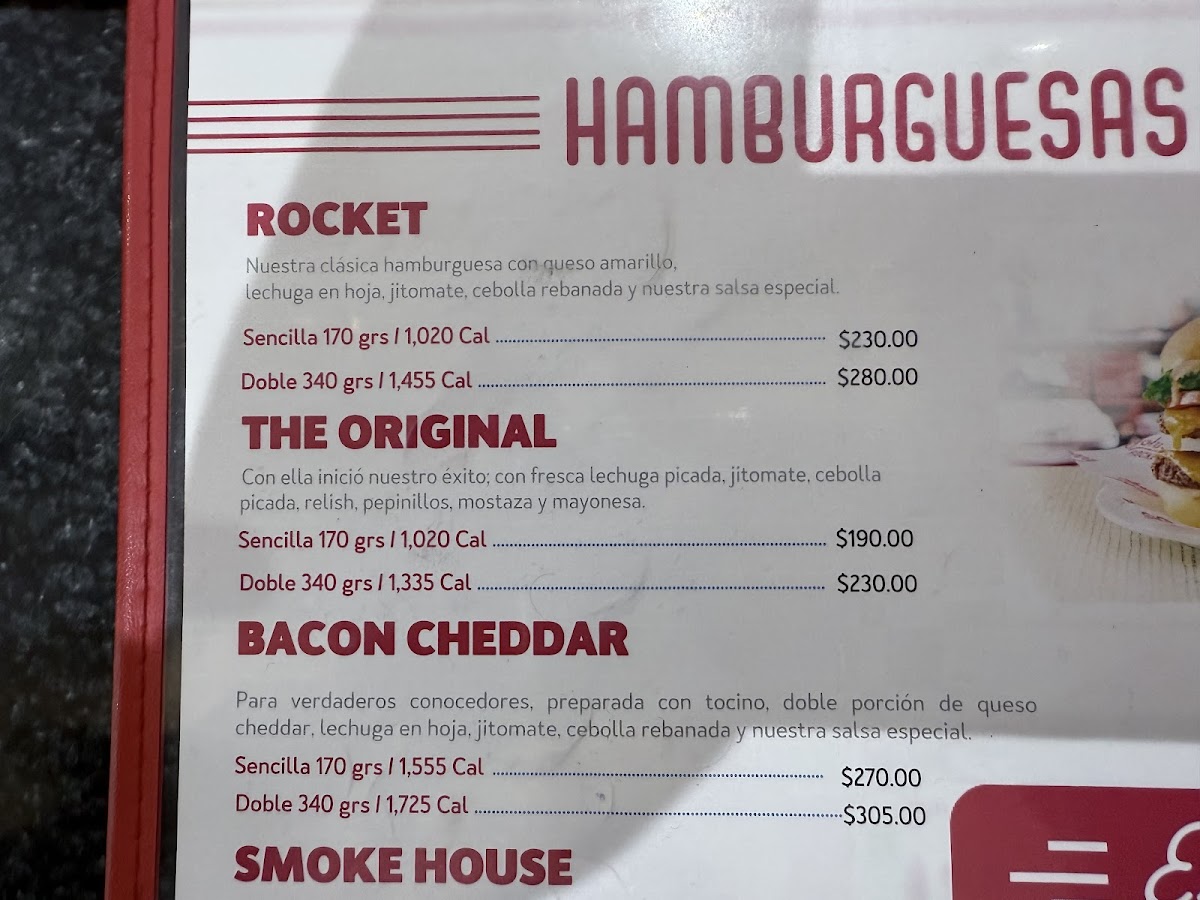 HAMBURGUESAS
ROCKET
Nuestra clásica hamburguesa con queso amarillo,
lechuga en hoja, jitomate, cebolla rebanada y nuestra salsa especial.
Sencilla 170 grs / 1,020 Cal $230.00
Doble 340 grs / 1,455 Cal $280.00
THE ORIGINAL
Con ella inició nuestro éxito; con fresca lechuga picada, jitomate, cebolla
picada, relish, pepinillos, mostaza y mayonesa.
Sencilla 170 grs / 1,020 Cal $190.00
Doble 340 grs / 1,335 Cal $230.00
BACON CHEDDAR
Para verdaderos conocedores, preparada con tocino, doble porción de queso
cheddar, lechuga en hoja, jitomate, cebolla rebanada y nuestra salsa especial.
Sencilla 170 grs / 1,555 Cal $270.00
Doble 340 grs / 1,725 Cal $305.00
SMOKE HOUSE